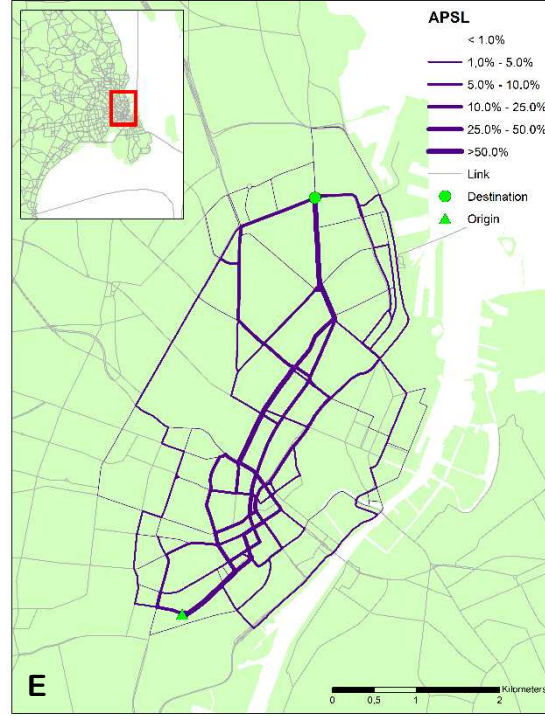 APSL
< 1.0%
1,0% - 5.0%
5.0% - 10.0%
10.0% - 25.0%
25.0% - 50.0%
>50.0%
Link
Destination
Origin
E
Kilometers
0 0,5 1 2